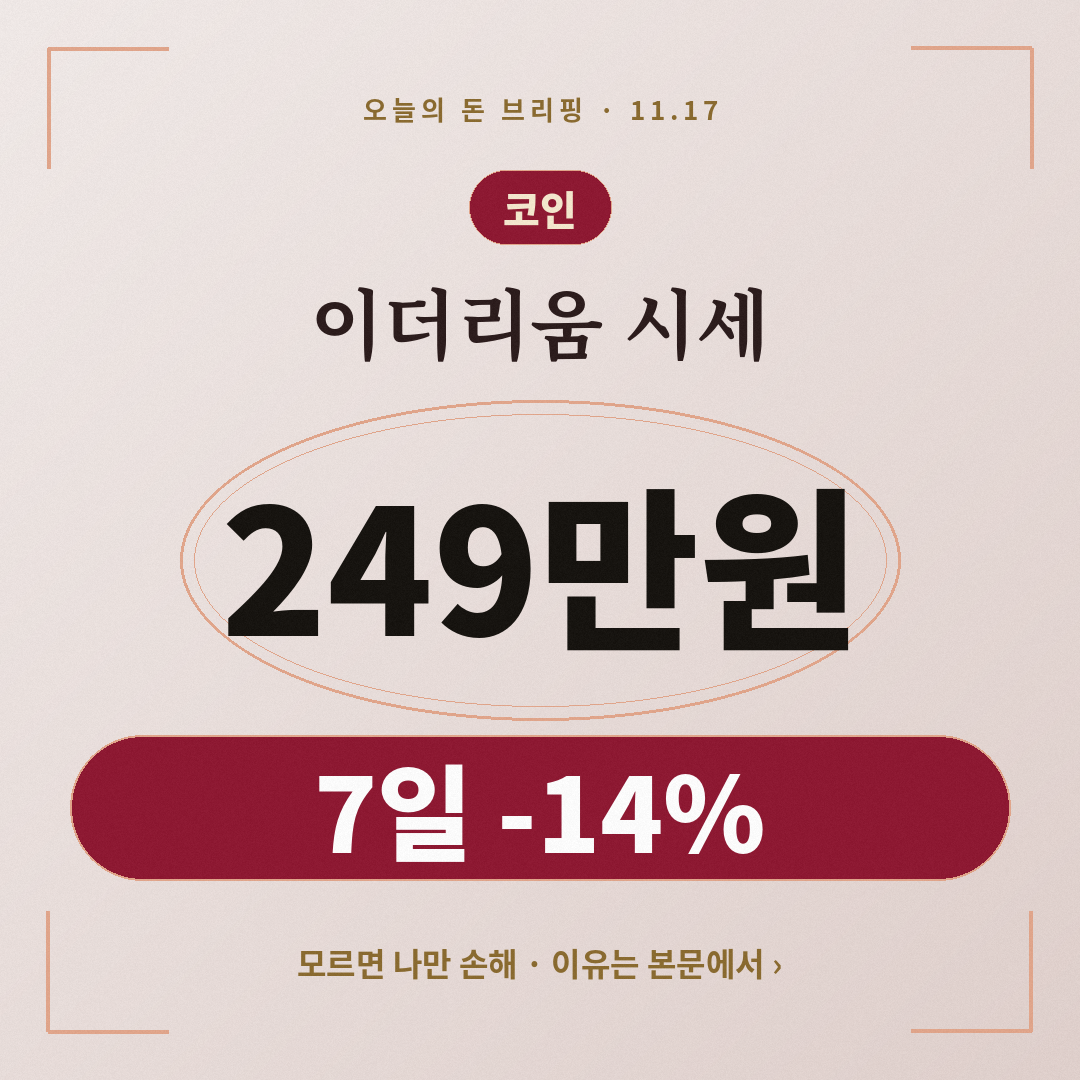 오늘의 돈 브리핑 · 11.17
코인
이더리움 시세
249만원
7일 -14%
모르면 나만 손해 · 이유는 본문에서 ›